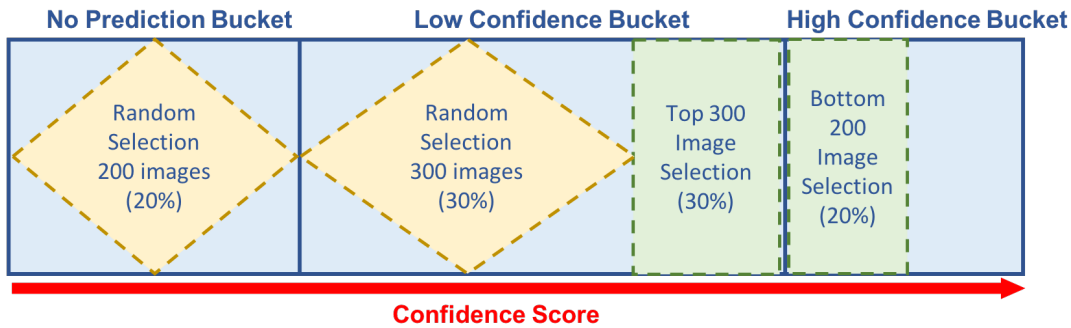 No Prediction Bucket
Low Confidence Bucket
High Confidence Bucket
Random
Selection
200 images
(20%)
Random
Selection
300 images
(30%)
Top 300
Image
Selection
(30%)
Bottom
200
Image
Selection
(20%)
Confidence Score